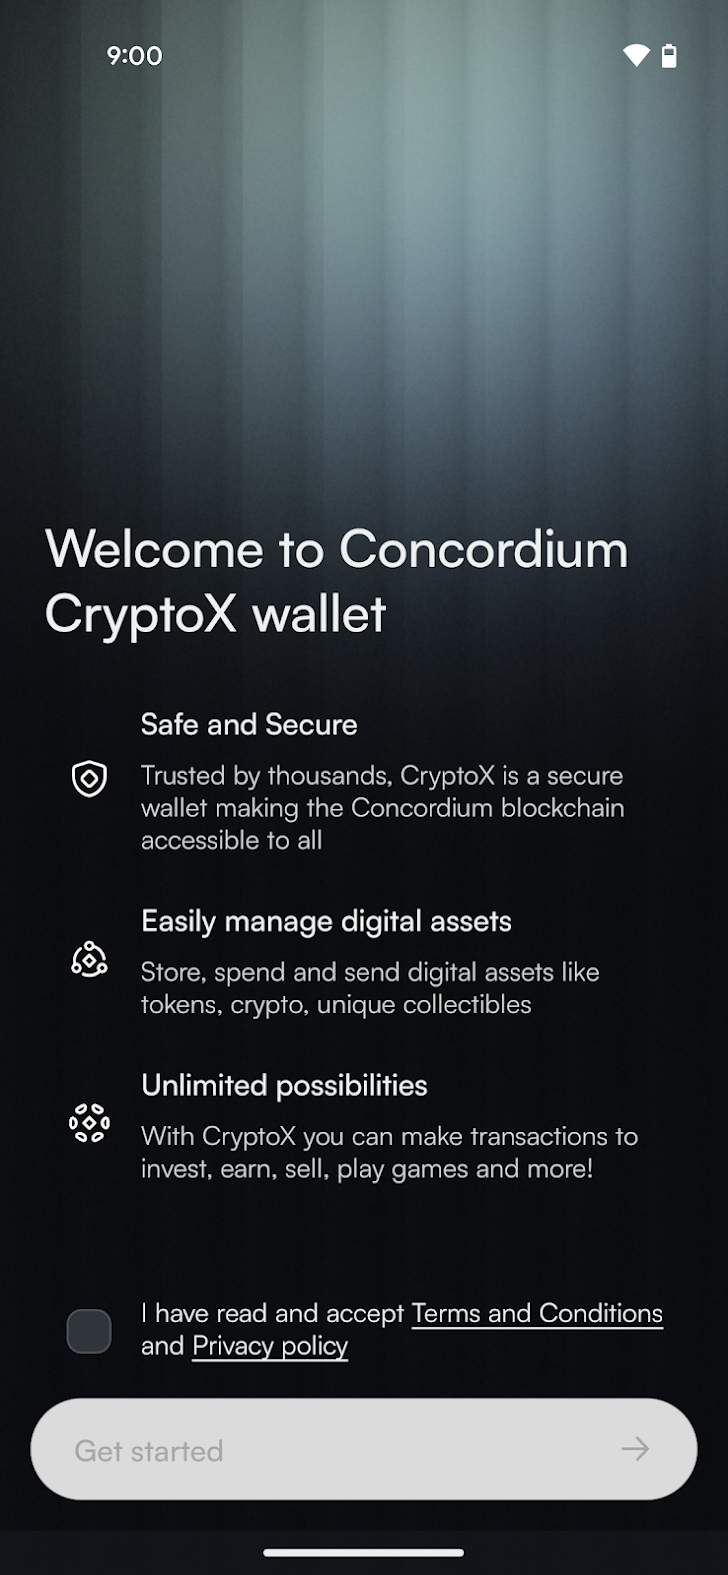 9:00
Welcome to Concordium
CryptoX wallet
Safe and Secure
Trusted by thousands, CryptoX is a secure
wallet making the Concordium blockchain
accessible to all
Easily manage digital assets
Store, spend and send digital assets like
tokens, crypto, unique collectibles
Unlimited possibilities
With CryptoX you can make transactions to
invest, earn, sell, play games and more!
I have read and accept Terms and Conditions
and Privacy policy
Get started